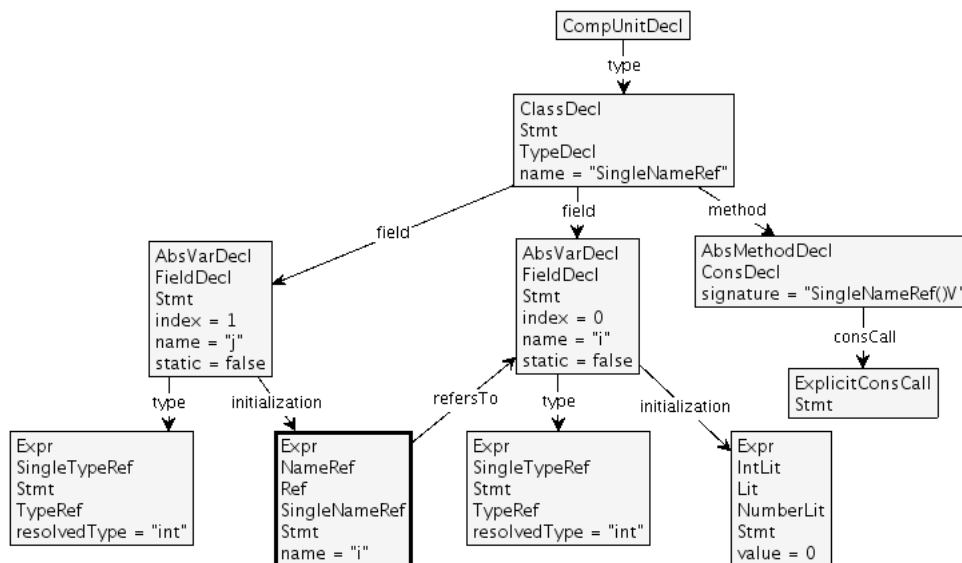 CompUnitDecl
type
ClassDecl
Stmt
TypeDecl
name = "SingleNameRef"
field
field
method
AbsVarDecl
FieldDecl
Stmt
index = 1
name = "j"
static = false
AbsVarDecl
FieldDecl
Stmt
index = 0
name = "i"
static = false
AbsMethodDecl
ConsDecl
signature = "SingleNameRef()V"
consCall
ExplicitConsCall
Stmt
type
initialization
refersTo
type
initialization
Expr
SingleTypeRef
Stmt
TypeRef
resolvedType = "int"
Expr
NameRef
Ref
SingleNameRef
Stmt
name = "i"
Expr
SingleTypeRef
Stmt
TypeRef
resolvedType = "int"
Expr
IntLit
Lit
NumberLit
Stmt
value = 0